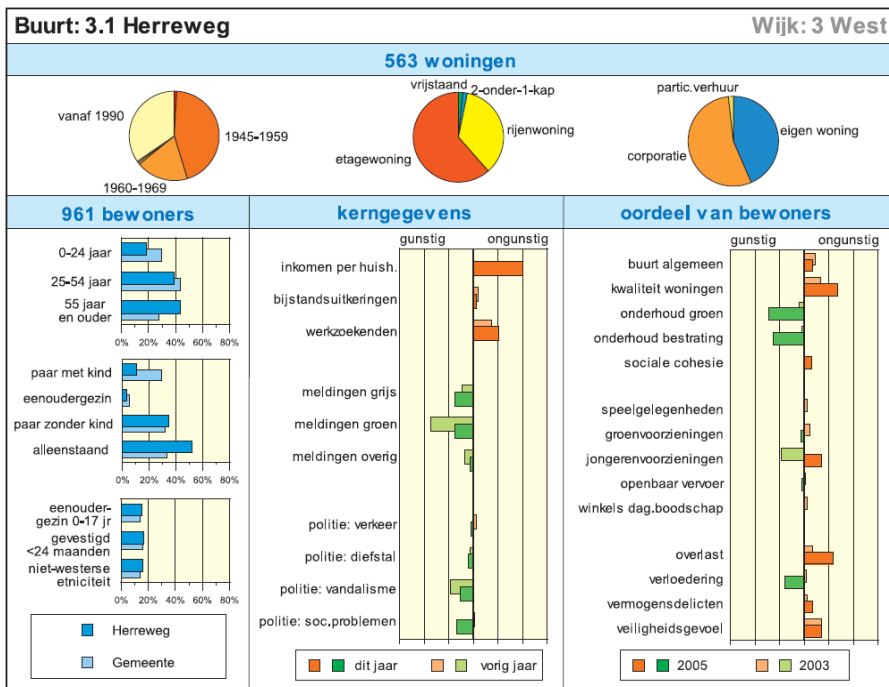 Buurt: 3.1 Herreweg Wijk: 3 West
563 woningen
vanaf 1990
1945-1959
1960-1969
vrijstaand
2-onder-1-kap
rijenwoning
etagewoning
partic.verhuur
eigen woning
corporatie
961 bewoners
0-24 jaar
25-54 jaar
55 jaar
en ouder
0% 20% 40% 60% 80%
paar met kind
eenoudergezin
paar zonder kind
alleenstaand
0% 20% 40% 60% 80%
eenouder-
gezin 0-17 jr
gevestigd
<24 maanden
niet-westerse
etniciteit
0% 20% 40% 60% 80%
Herreweg
Gemeente
kerngegevens
gunstig ongunstig
inkomen per huish.
bijstandsuitkeringen
werkzoekenden
meldingen grijs
meldingen groen
meldingen overig
politie: verkeer
politie: diefstal
politie: vandalisme
politie: soc.problemen
dit jaar vorig jaar
oordeel van bewoners
gunstig ongunstig
buurt algemeen
kwaliteit woningen
onderhoud groen
onderhoud bestrating
sociale cohesie
speelgelegenheden
groenvoorzieningen
jongerenvoorzieningen
openbaar vervoer
winkels dag.boodschap
overlast
verloedering
vermogensdelicten
veiligheidsgevoel
2005 2003